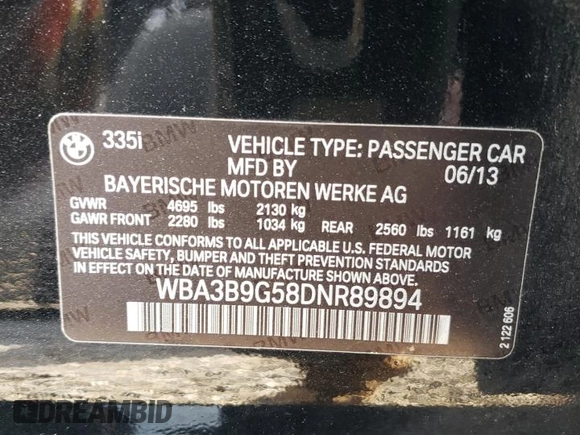 335i VEHICLE TYPE: PASSENGER CAR
MFD BY 06/13
BAYERISCHE MOTOREN WERKE AG
GVWR 4695 lbs 2130 kg
GAWR FRONT 2280 lbs 1034 kg REAR 2560 lbs 1161 kg
THIS VEHICLE CONFORMS TO ALL APPLICABLE U.S. FEDERAL MOTOR
VEHICLE SAFETY, BUMPER AND THEFT PREVENTION STANDARDS
IN EFFECT ON THE DATE OF MANUFACTURE SHOWN ABOVE.
WBA3B9G58DNR89894
2 122 606
DREAMBID